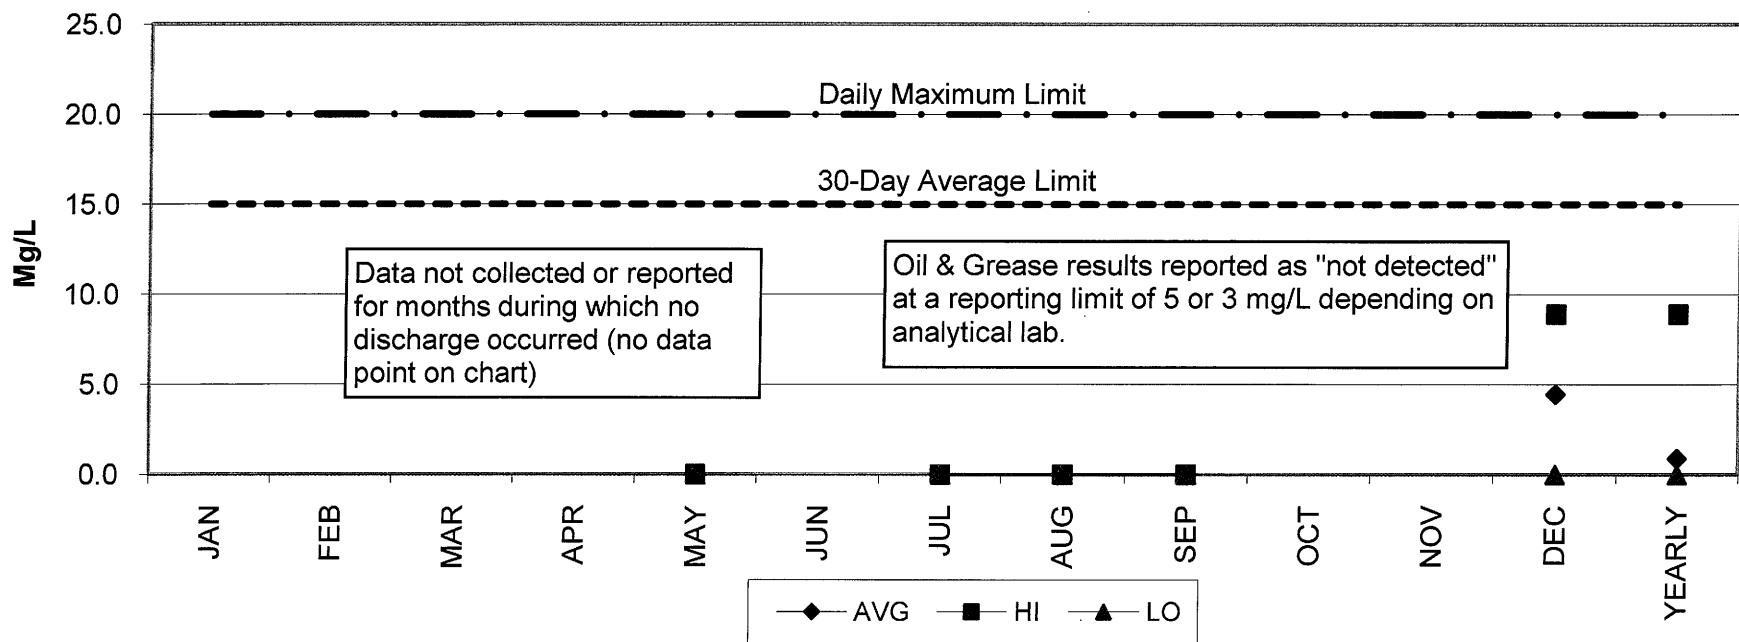 25.0
20.0
15.0
10.0
5.0
0.0
Mg/L
Daily Maximum Limit
30-Day Average Limit
Data not collected or reported
for months during which no
discharge occurred (no data
point on chart)
Oil & Grease results reported as "not detected"
at a reporting limit of 5 or 3 mg/L depending on
analytical lab.
JAN
FEB
MAR
APR
MAY
JUN
JUL
AUG
SEP
OCT
NOV
DEC
YEARLY
AVG HI LO